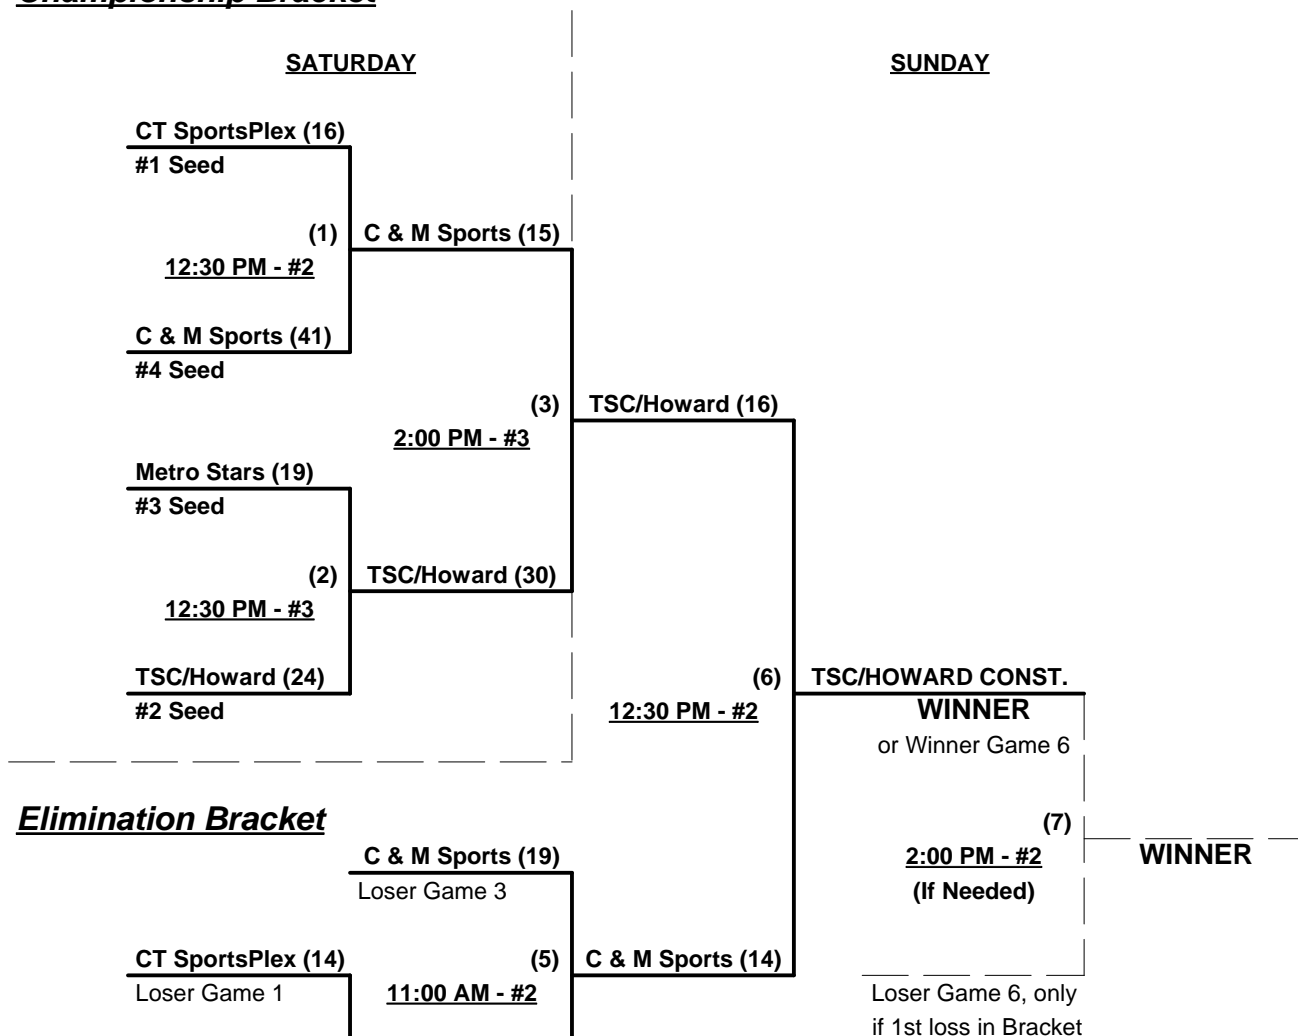 Championship Bracket
SATURDAY
SUNDAY
CT SportsPlex (16)
#1 Seed
(1)
C & M Sports (15)
12:30 PM - #2
C & M Sports (41)
#4 Seed
(3)
TSC/Howard (16)
2:00 PM - #3
Metro Stars (19)
#3 Seed
(2)
TSC/Howard (30)
12:30 PM - #3
TSC/Howard (24)
#2 Seed
(6)
TSC/HOWARD CONST.
12:30 PM - #2
WINNER
or Winner Game 6
Elimination Bracket
(7)
C & M Sports (19)
2:00 PM - #2
WINNER
Loser Game 3
(If Needed)
CT SportsPlex (14)
(5)
C & M Sports (14)
Loser Game 1
11:00 AM - #2
Loser Game 6, only
if 1st loss in Bracket